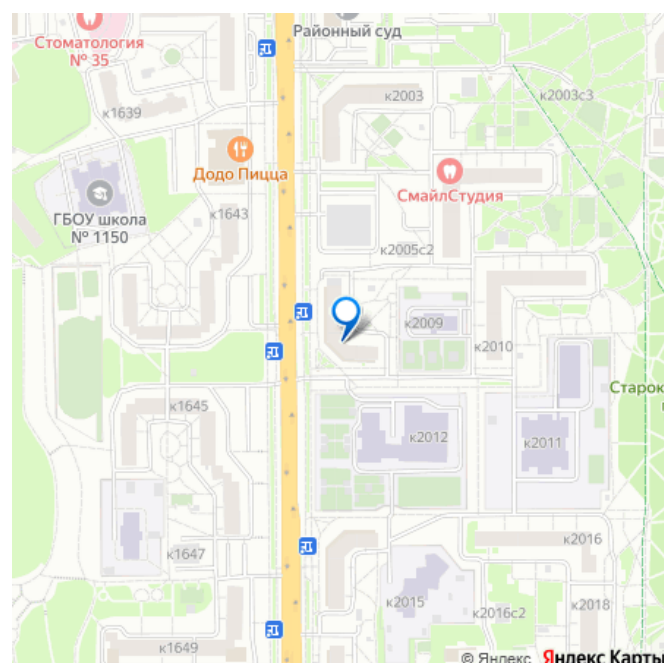 Стоматология
№ 35
Районный суд
к2003
к2003с3
к1639
Додо Пицца
СмайлСтудия
ГБОУ школа
№ 1150
к1643
к2005с2
к2009
к2010
Старок
к1645
к2012
к2011
к1647
к2016
к2015
к2016с2
к2018
к1649
© Яндекс Яндекс Карты